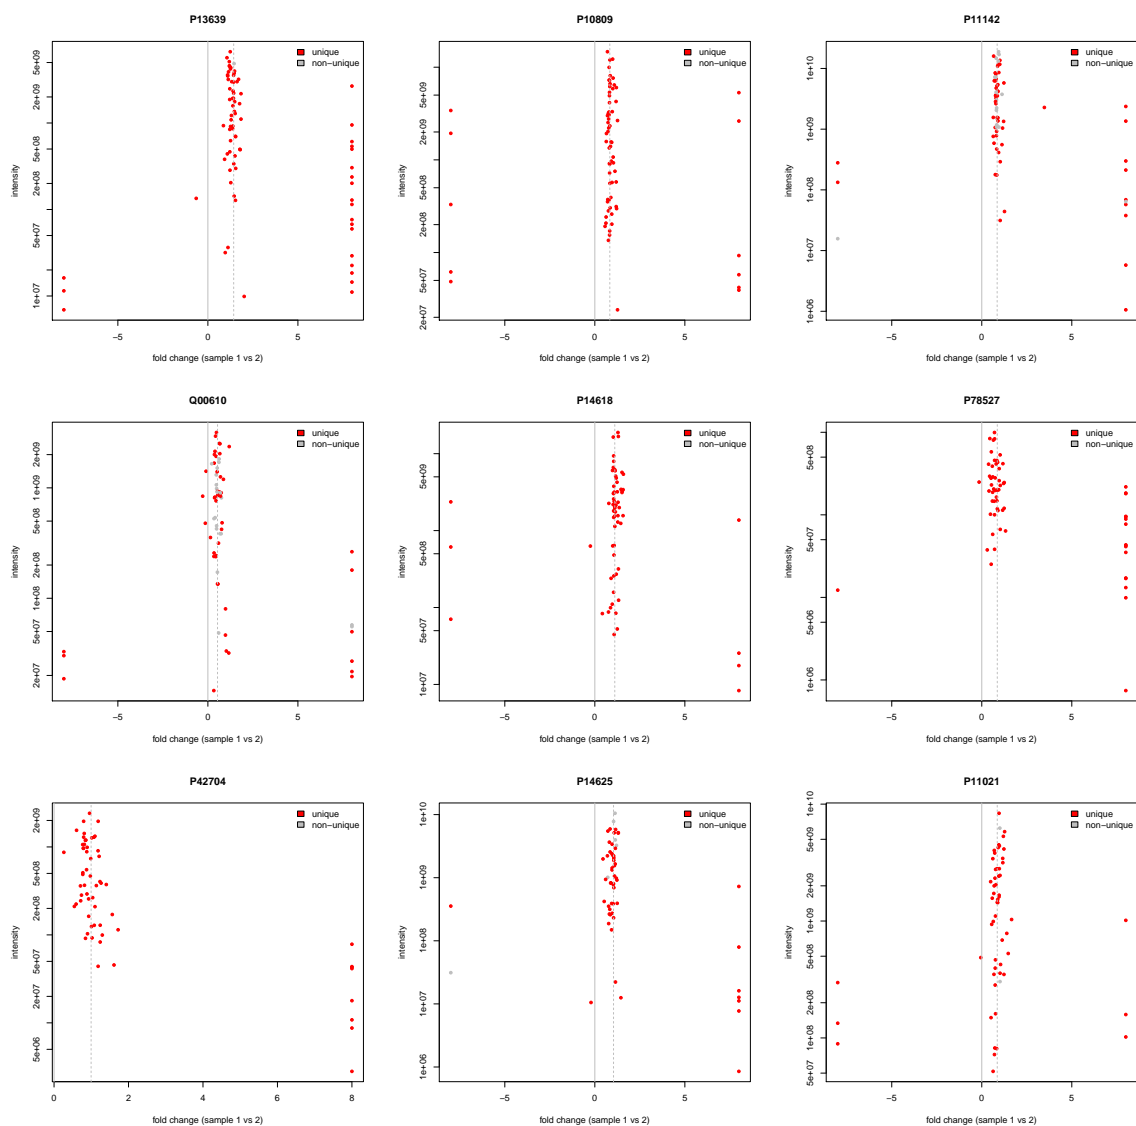 P13639
unique
non−unique
intensity
5e+09
2e+09
5e+08
2e+08
5e+07
1e+07
−5
0
5
fold change (sample 1 vs 2)
P10809
unique
non−unique
intensity
5e+09
2e+09
5e+08
2e+08
5e+07
2e+07
−5
0
5
fold change (sample 1 vs 2)
P11142
unique
non−unique
intensity
1e+10
1e+09
1e+08
1e+07
1e+06
−5
0
5
fold change (sample 1 vs 2)
Q00610
unique
non−unique
intensity
2e+09
1e+09
5e+08
2e+08
1e+08
5e+07
2e+07
−5
0
5
fold change (sample 1 vs 2)
P14618
unique
non−unique
intensity
5e+09
5e+08
5e+07
1e+07
−5
0
5
fold change (sample 1 vs 2)
P78527
unique
non−unique
intensity
5e+08
5e+07
5e+06
1e+06
−5
0
5
fold change (sample 1 vs 2)
P42704
unique
non−unique
intensity
2e+09
5e+08
2e+08
5e+07
2e+07
5e+06
0
2
4
6
8
fold change (sample 1 vs 2)
P14625
unique
non−unique
intensity
1e+10
1e+09
1e+08
1e+07
1e+06
−5
0
5
fold change (sample 1 vs 2)
P11021
unique
non−unique
intensity
1e+10
5e+09
2e+09
1e+09
5e+08
2e+08
1e+08
5e+07
−5
0
5
fold change (sample 1 vs 2)